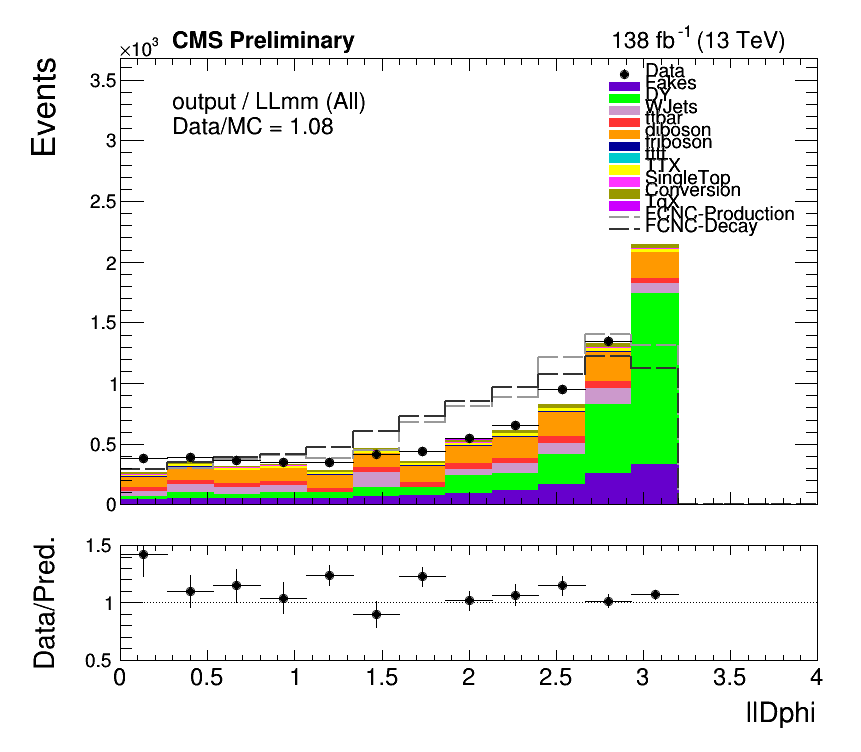 ×10³ CMS Preliminary 138 fb⁻¹ (13 TeV)
Events
output / LLmm (All)
Data/MC = 1.08
Data
Fakes
DY
WJets
ttbar
diboson
triboson
tttt
TTX
SingleTop
Conversion
TqX
FCNC-Production
FCNC-Decay
3.5
3
2.5
2
1.5
1
0.5
0
Data/Pred.
1.5
1
0.5
0 0.5 1 1.5 2 2.5 3 3.5 4
llDphi